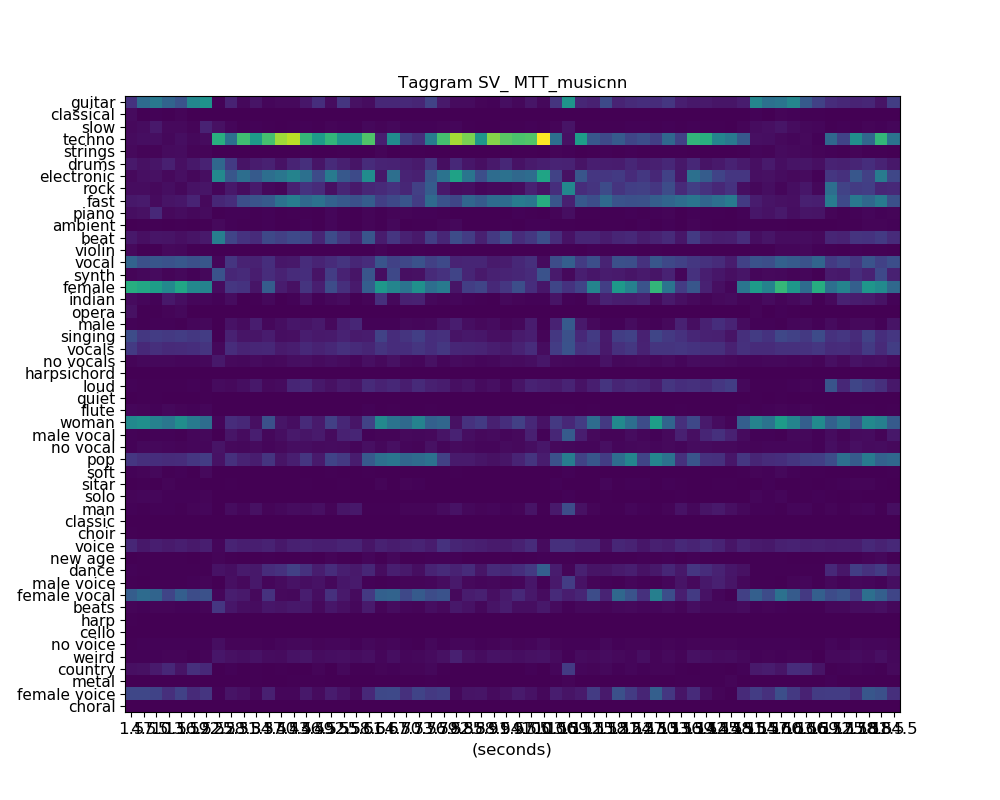 Taggram SV_ MTT_musicnn
guitar
classical
slow
techno
strings
drums
electronic
rock
fast
piano
ambient
beat
violin
vocal
synth
female
indian
opera
male
singing
vocals
no vocals
harpsichord
loud
quiet
flute
woman
male vocal
no vocal
pop
soft
sitar
solo
man
classic
choir
voice
new age
dance
male voice
female vocal
beats
harp
cello
no voice
weird
country
metal
female voice
choral
(seconds)